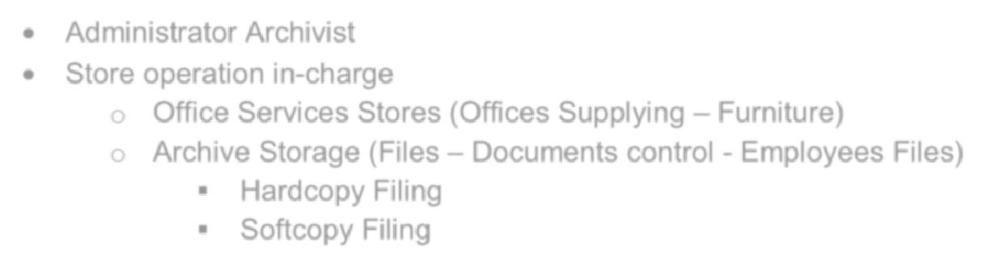 • Administrator Archivist
• Store operation in-charge
o Office Services Stores (Offices Supplying – Furniture)
o Archive Storage (Files – Documents control - Employees Files)
▪ Hardcopy Filing
▪ Softcopy Filing